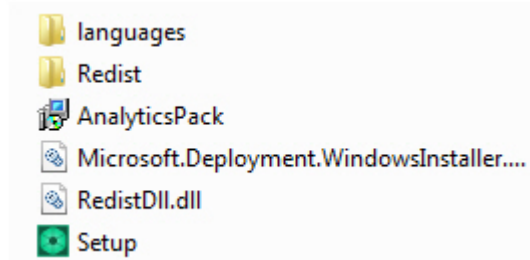 languages
Redist
AnalyticsPack
Microsoft.Deployment.WindowsInstaller....
RedistDll.dll
Setup